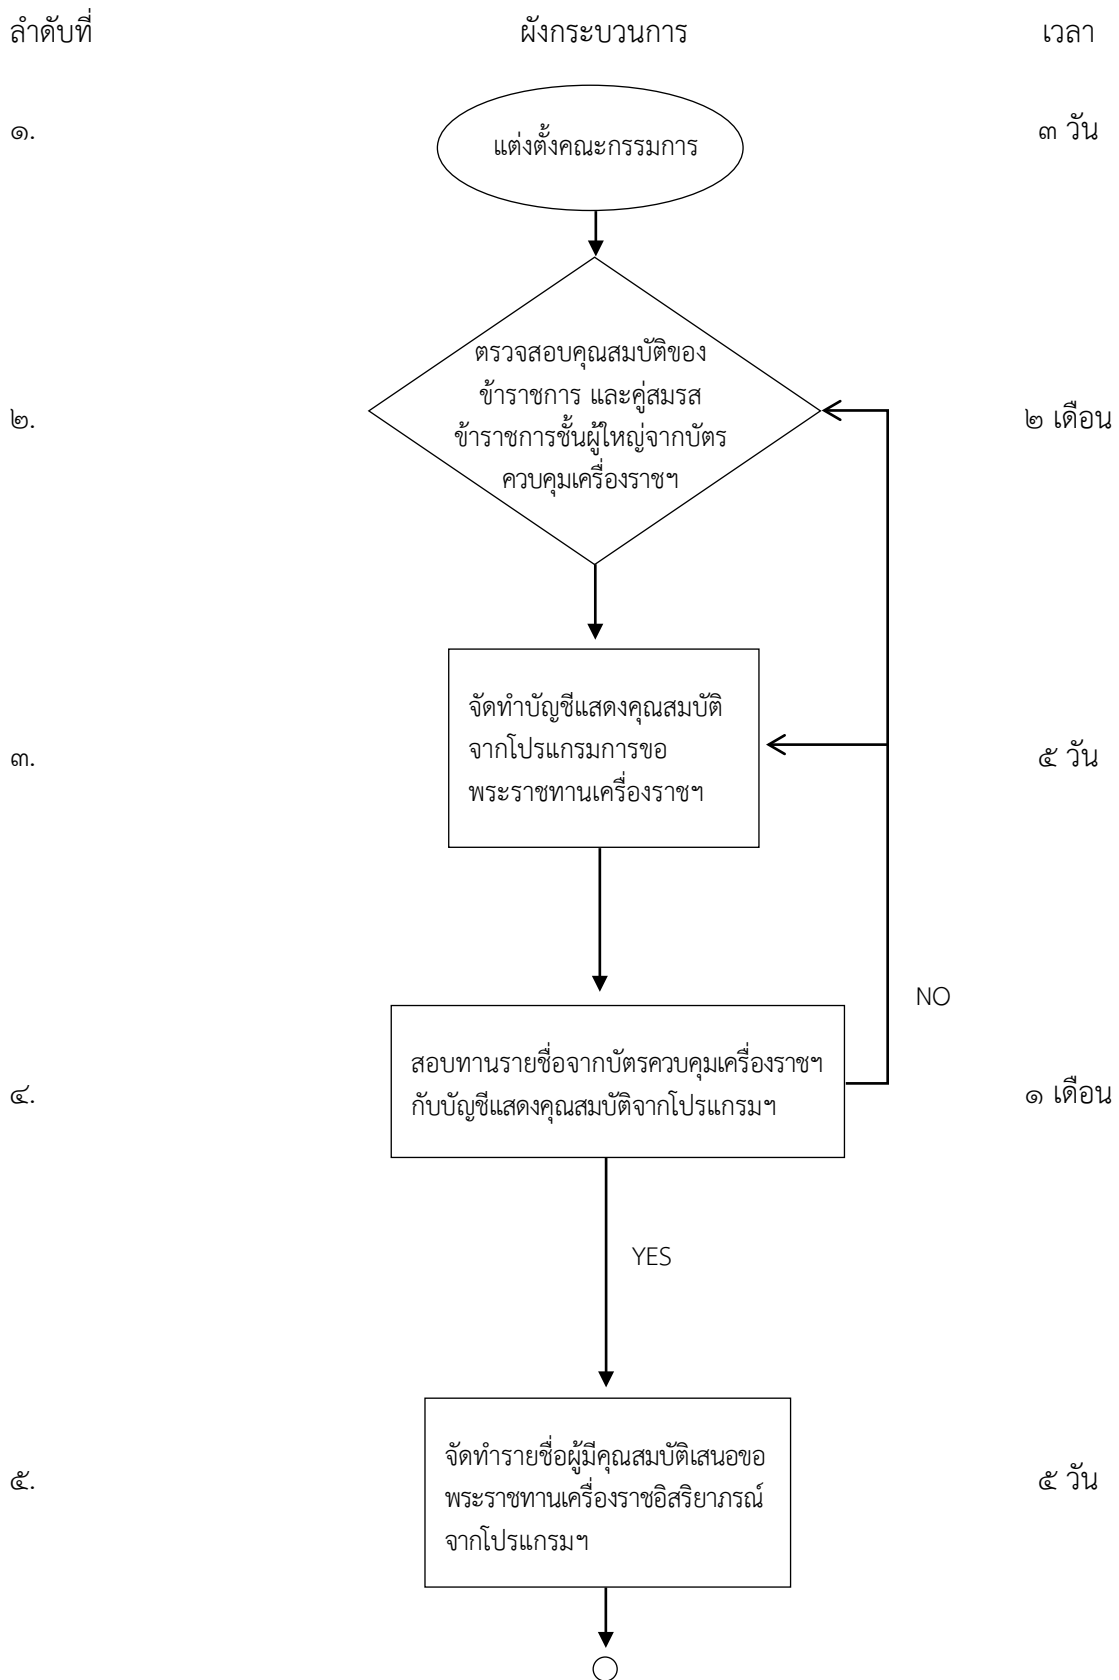 ลำดับที่ ผังกระบวนการ เวลา
๑. แต่งตั้งคณะกรรมการ ๓ วัน
ตรวจสอบคุณสมบัติของ
ข้าราชการ และคู่สมรส
๒. ข้าราชการชั้นผู้ใหญ่จากบัตร ๒ เดือน
ควบคุมเครื่องราชฯ
จัดทำบัญชีแสดงคุณสมบัติ
๓. จากโปรแกรมการขอ ๕ วัน
พระราชทานเครื่องราชฯ
NO
สอบทานรายชื่อจากบัตรควบคุมเครื่องราชฯ
๔. กับบัญชีแสดงคุณสมบัติจากโปรแกรมฯ ๑ เดือน
YES
จัดทำรายชื่อผู้มีคุณสมบัติเสนอขอ
๕. พระราชทานเครื่องราชอิสริยาภรณ์ ๕ วัน
จากโปรแกรมฯ